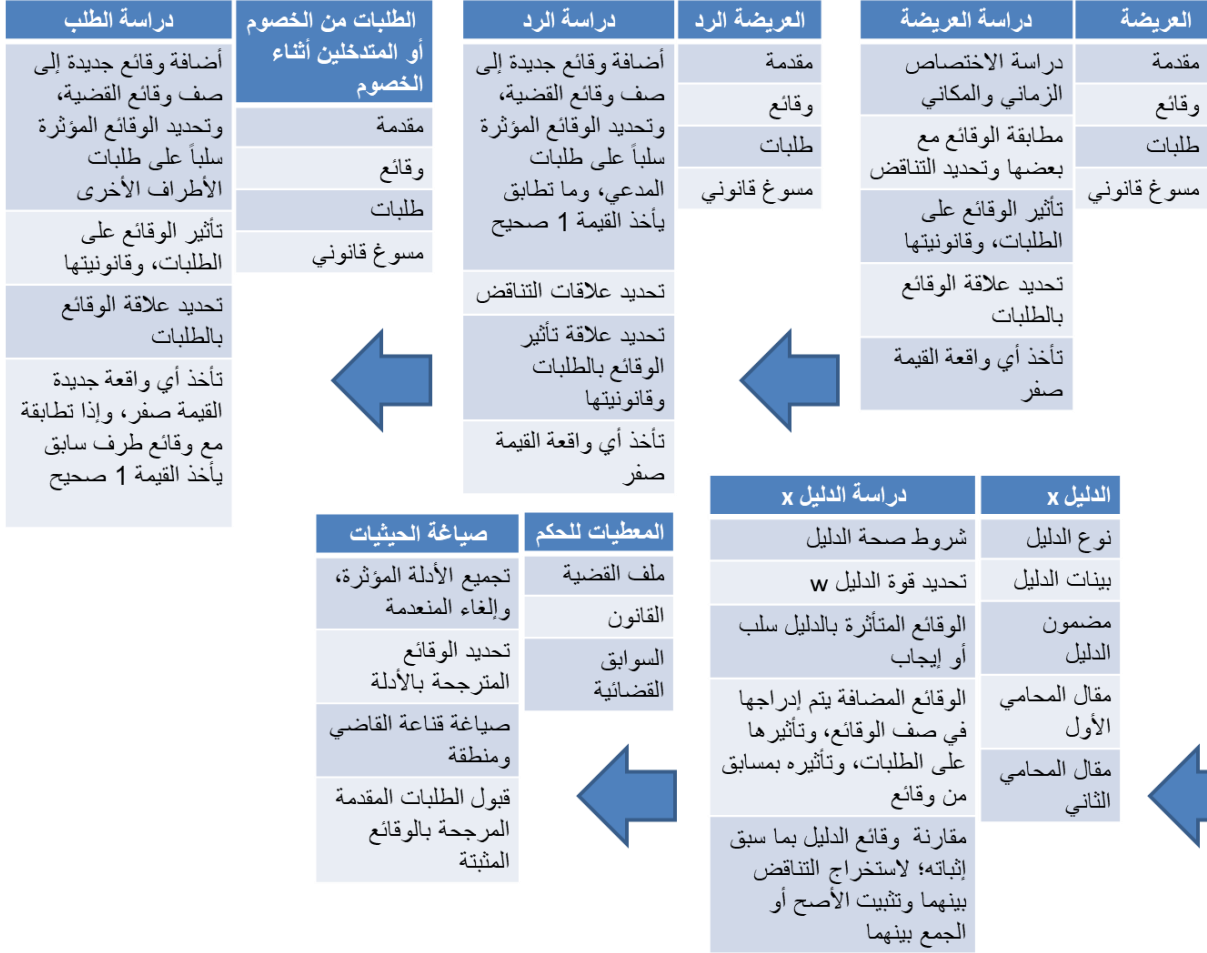 العريضة
مقدمة
وقائع
طلبات
مسوغ قانوني
دراسة العريضة
دراسة الاختصاص
الزماني والمكاني
مطابقة الوقائع مع
بعضها وتحديد التناقض
تأثير الوقائع على
الطلبات، وقانونيتها
تحديد علاقة الوقائع
بالطلبات
تأخذ أي واقعة القيمة
صفر
العريضة الرد
مقدمة
وقائع
طلبات
مسوغ قانوني
دراسة الرد
أضافة وقائع جديدة إلى
صف وقائع القضية،
وتحديد الوقائع المؤثرة
سلباً على طلبات
المدعي، وما تطابق
يأخذ القيمة 1 صحيح
تحديد علاقات التناقض
تحديد علاقة تأثير
الوقائع بالطلبات
وقانونيتها
تأخذ أي واقعة القيمة
صفر
الطلبات من الخصوم
أو المتدخلين أثناء
الخصوم
مقدمة
وقائع
طلبات
مسوغ قانوني
دراسة الطلب
أضافة وقائع جديدة إلى
صف وقائع القضية،
وتحديد الوقائع المؤثرة
سلباً على طلبات
الأطراف الأخرى
تأثير الوقائع على
الطلبات، وقانونيتها
تحديد علاقة الوقائع
بالطلبات
تأخذ أي واقعة جديدة
القيمة صفر، وإذا تطابقة
مع وقائع طرف سابق
يأخذ القيمة 1 صحيح
الدليل x
نوع الدليل
بينات الدليل
مضمون
الدليل
مقال المحامي
الأول
مقال المحامي
الثاني
دراسة الدليل x
شروط صحة الدليل
تحديد قوة الدليل w
الوقائع المتأثرة بالدليل سلب
أو إيجاب
الوقائع المضافة يتم إدراجها
في صف الوقائع، وتأثيرها
على الطلبات، وتأثيره بمسابق
من وقائع
مقارنة وقائع الدليل بما سبق
إثباته؛ لاستخراج التناقض
بينهما وتثبيت الأصح أو
الجمع بينهما
المعطيات للحكم
ملف القضية
القانون
السوابق
القضائية
صياغة الحيثيات
تجميع الأدلة المؤثرة،
وإلغاء المنعدمة
تحديد الوقائع
المترجحة بالأدلة
صياغة قناعة القاضي
ومنطقة
قبول الطلبات المقدمة
المرجحة بالوقائع
المثبتة